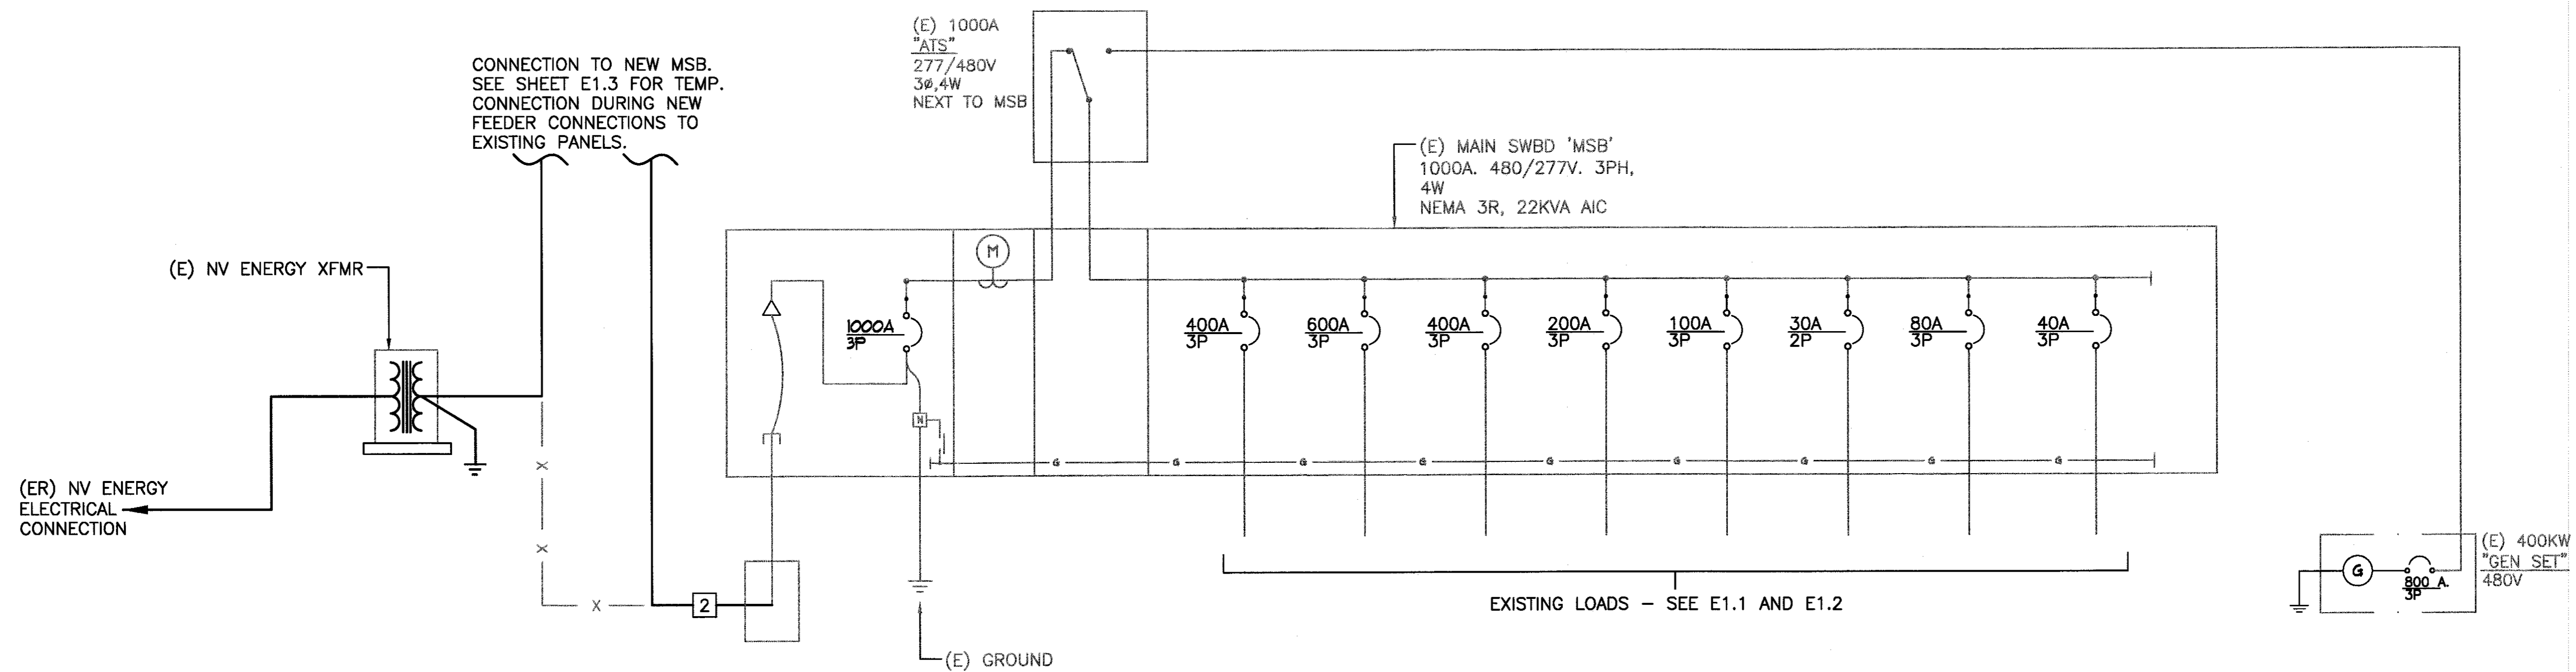 (E) 1000A
"ATS"
277/480V
3ø,4W
NEXT TO MSB
CONNECTION TO NEW MSB.
SEE SHEET E1.3 FOR TEMP.
CONNECTION DURING NEW
FEEDER CONNECTIONS TO
EXISTING PANELS.
(E) MAIN SWBD 'MSB'
1000A. 480/277V. 3PH,
4W
NEMA 3R, 22KVA AIC
(E) NV ENERGY XFMR
M
1000A
3P
400A
3P
600A
3P
400A
3P
200A
3P
100A
3P
30A
2P
80A
3P
40A
3P
N
G G G G G G G G G
X
X
X
2
(ER) NV ENERGY
ELECTRICAL
CONNECTION
(E) GROUND
EXISTING LOADS - SEE E1.1 AND E1.2
G
800 A.
3P
(E) 400KW
"GEN SET"
480V